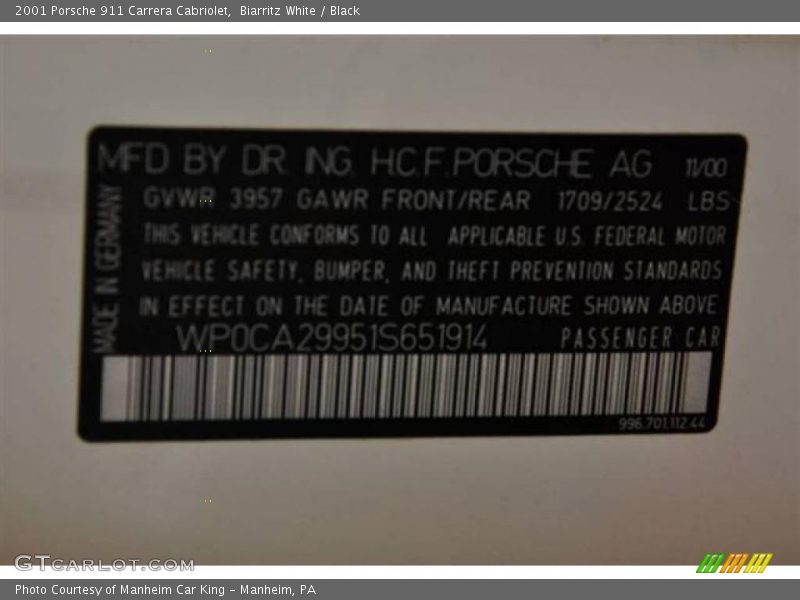 2001 Porsche 911 Carrera Cabriolet,  Biarritz White / Black
MFD BY DR. ING. H.C.F. PORSCHE AG 11/00
GVWR 3957 GAWR FRONT/REAR 1709/2524 LBS
THIS VEHICLE CONFORMS TO ALL APPLICABLE U.S. FEDERAL MOTOR
VEHICLE SAFETY, BUMPER, AND THEFT PREVENTION STANDARDS
IN EFFECT ON THE DATE OF MANUFACTURE SHOWN ABOVE
WP0CA29951S651914 PASSENGER CAR
MADE IN GERMANY
996.701.112.44
GTCARLOT.COM
Photo Courtesy of Manheim Car King - Manheim, PA